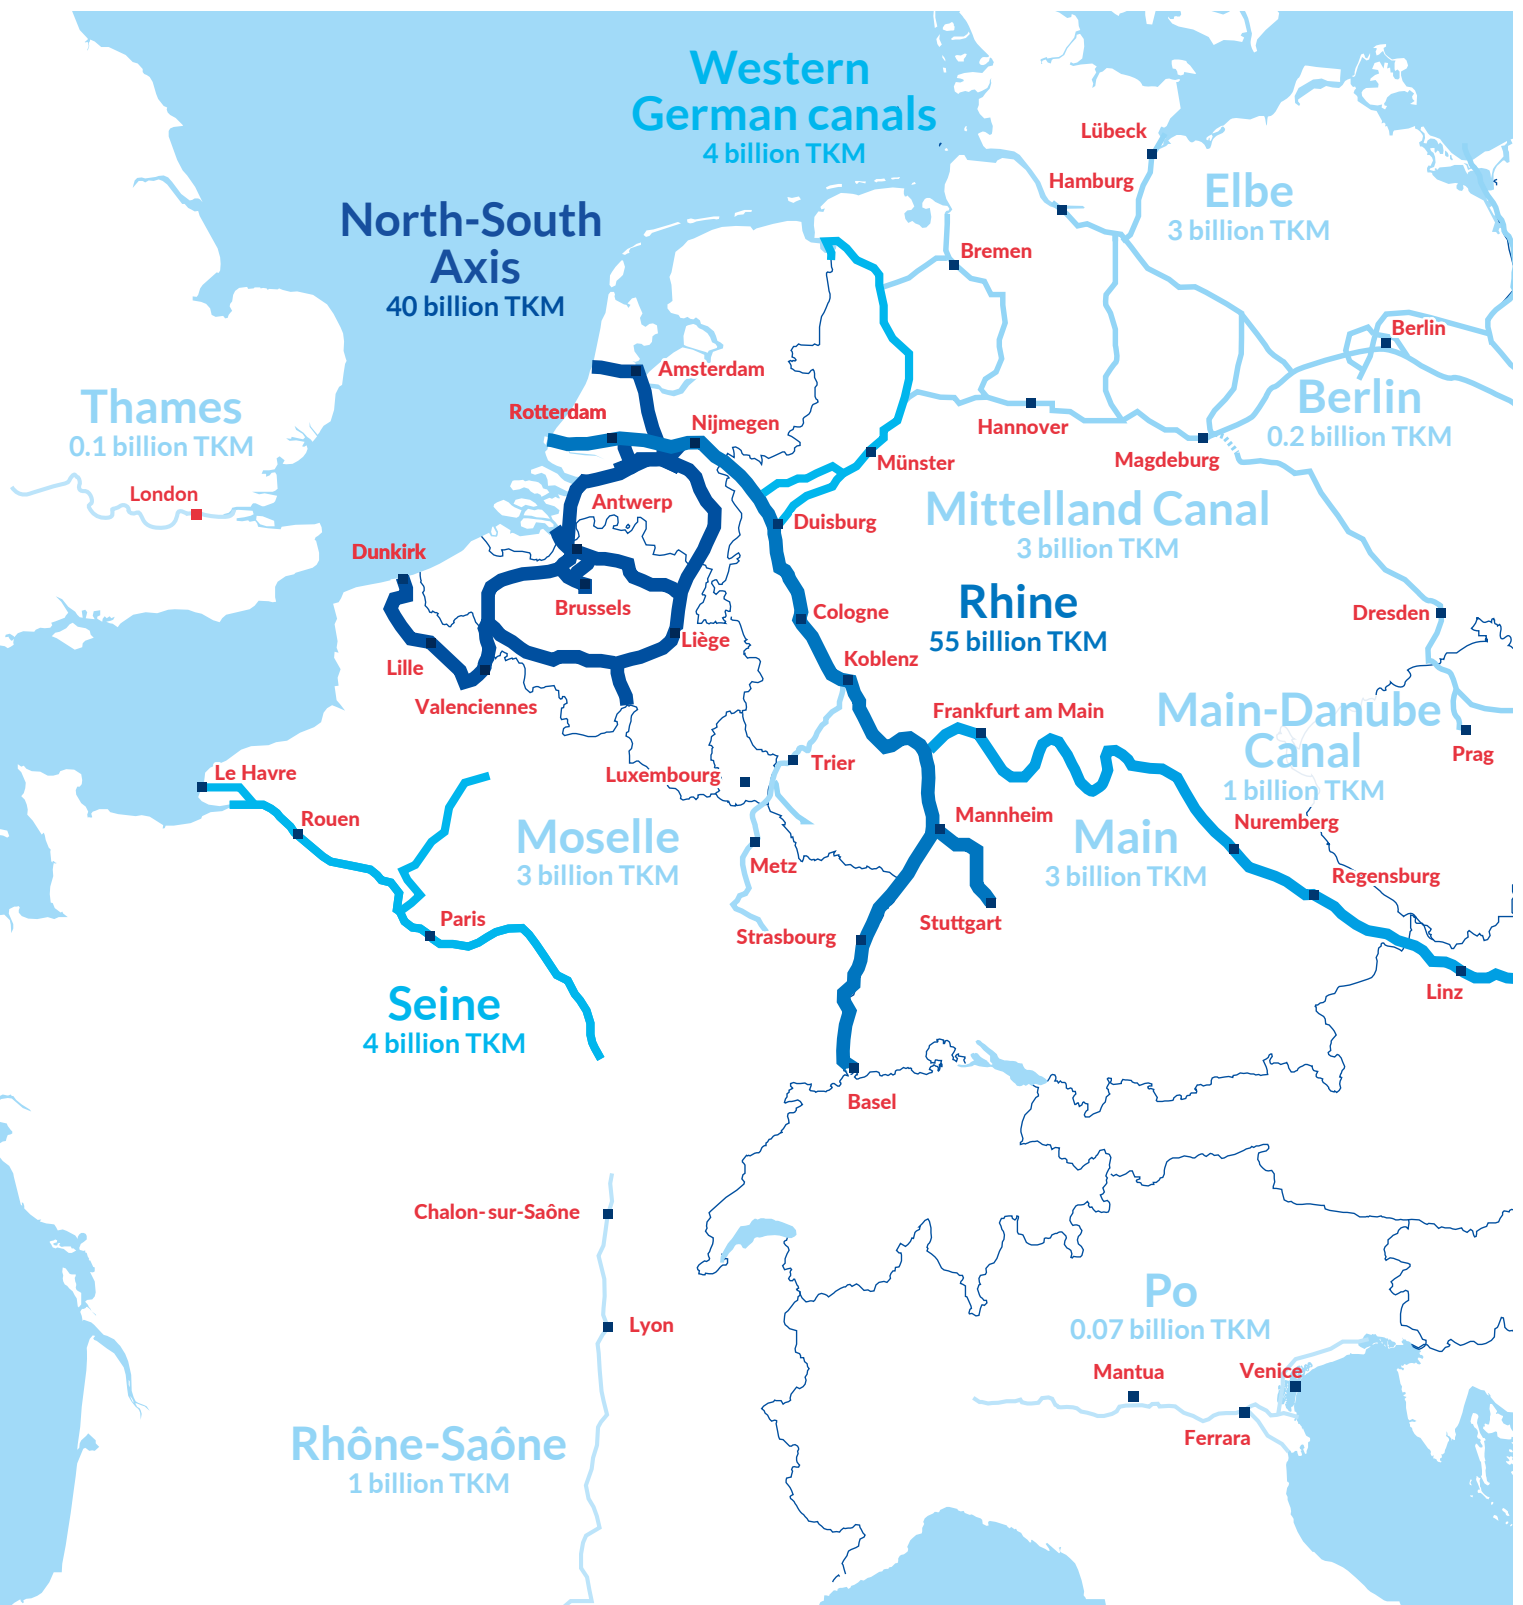 Western
German canals
4 billion TKM
Lübeck
Hamburg
Elbe
3 billion TKM
North-South
Axis
40 billion TKM
Bremen
Berlin
Amsterdam
Thames
0.1 billion TKM
Berlin
0.2 billion TKM
Rotterdam
Nijmegen
Hannover
Magdeburg
Münster
London
Antwerp
Duisburg
Mittelland Canal
3 billion TKM
Dunkirk
Brussels
Cologne
Rhine
55 billion TKM
Dresden
Liège
Lille
Koblenz
Valenciennes
Frankfurt am Main
Main-Danube
Canal
1 billion TKM
Prag
Le Havre
Luxembourg
Trier
Rouen
Mannheim
Nuremberg
Moselle
3 billion TKM
Main
3 billion TKM
Metz
Regensburg
Paris
Strasbourg
Stuttgart
Seine
4 billion TKM
Linz
Basel
Chalon-sur-Saône
Po
0.07 billion TKM
Lyon
Mantua
Venice
Ferrara
Rhône-Saône
1 billion TKM